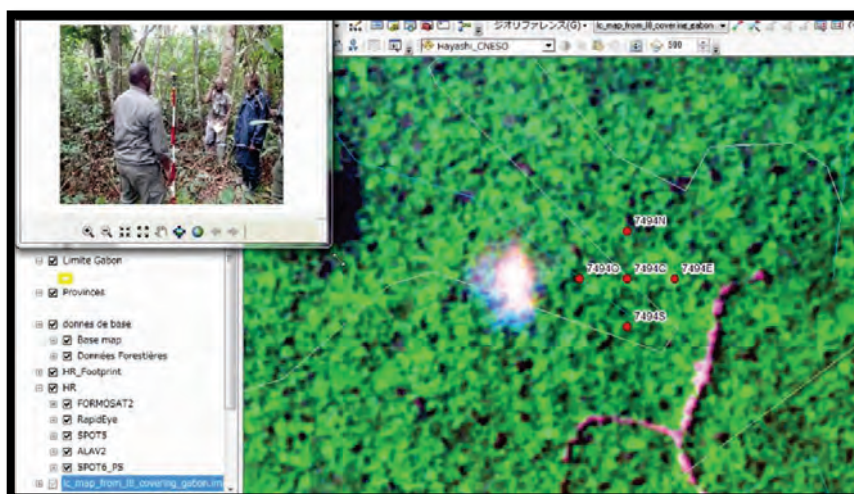 ジオリファレンス(G)▾ lc_map_from_lll_covering_gabon
Hayashi_CNESO 500
Limite Gabon
Provinces
donnes de base
Base map
Données Forestières
HR_Footprint
HR
FORMOSAT2
RapidEye
SPOT5
ALAV2
SPOT6_PS
lc_map_from_lll_covering_gabon.im
7494N
7494O 7494C 7494E
7494S